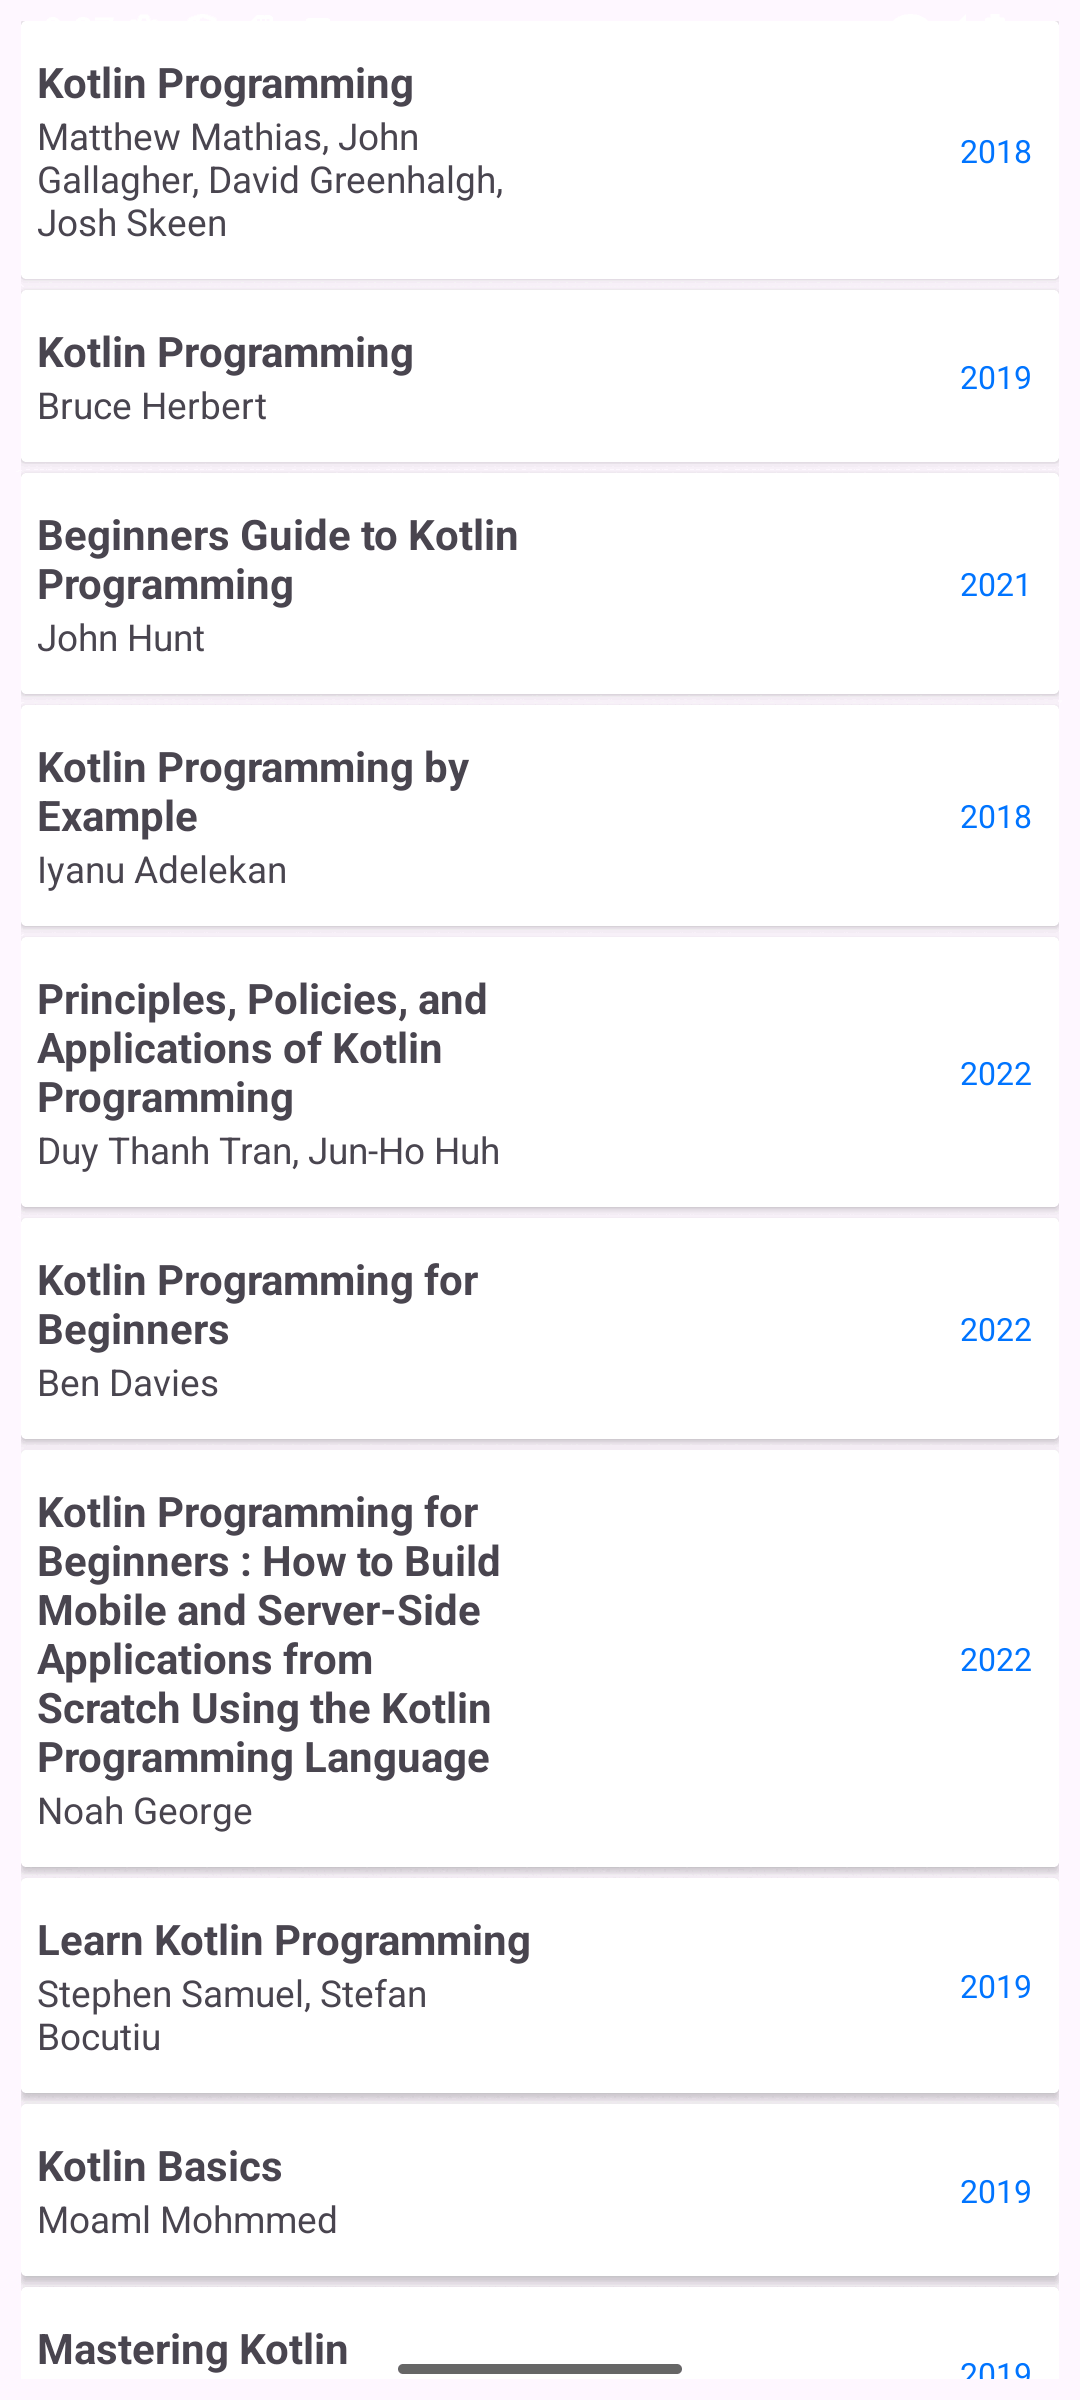 Kotlin Programming
Matthew Mathias, John
Gallagher, David Greenhalgh,
Josh Skeen
2018
Kotlin Programming
Bruce Herbert
2019
Beginners Guide to Kotlin
Programming
John Hunt
2021
Kotlin Programming by
Example
Iyanu Adelekan
2018
Principles, Policies, and
Applications of Kotlin
Programming
Duy Thanh Tran, Jun-Ho Huh
2022
Kotlin Programming for
Beginners
Ben Davies
2022
Kotlin Programming for
Beginners : How to Build
Mobile and Server-Side
Applications from
Scratch Using the Kotlin
Programming Language
Noah George
2022
Learn Kotlin Programming
Stephen Samuel, Stefan
Bocutiu
2019
Kotlin Basics
Moaml Mohmmed
2019
Mastering Kotlin
2019